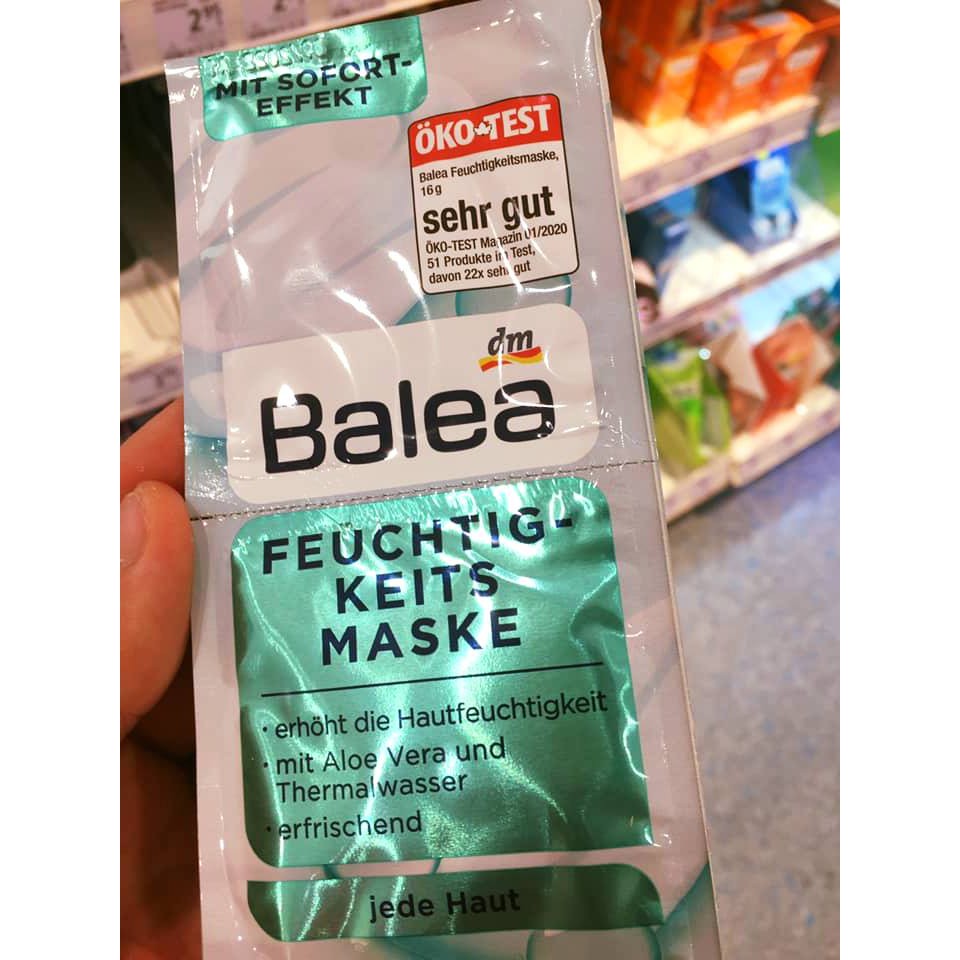 MIT SOFORT-
EFFEKT
ÖKO TEST
Balea Feuchtigkeitsmaske,
16 g
sehr gut
ÖKO-TEST Magazin 01/2020
51 Produkte im Test,
davon 22x sehr gut
dm
Balea
FEUCHTIG-
KEITS
MASKE
• erhöht die Hautfeuchtigkeit
• mit Aloe Vera und
Thermalwasser
• erfrischend
jede Haut